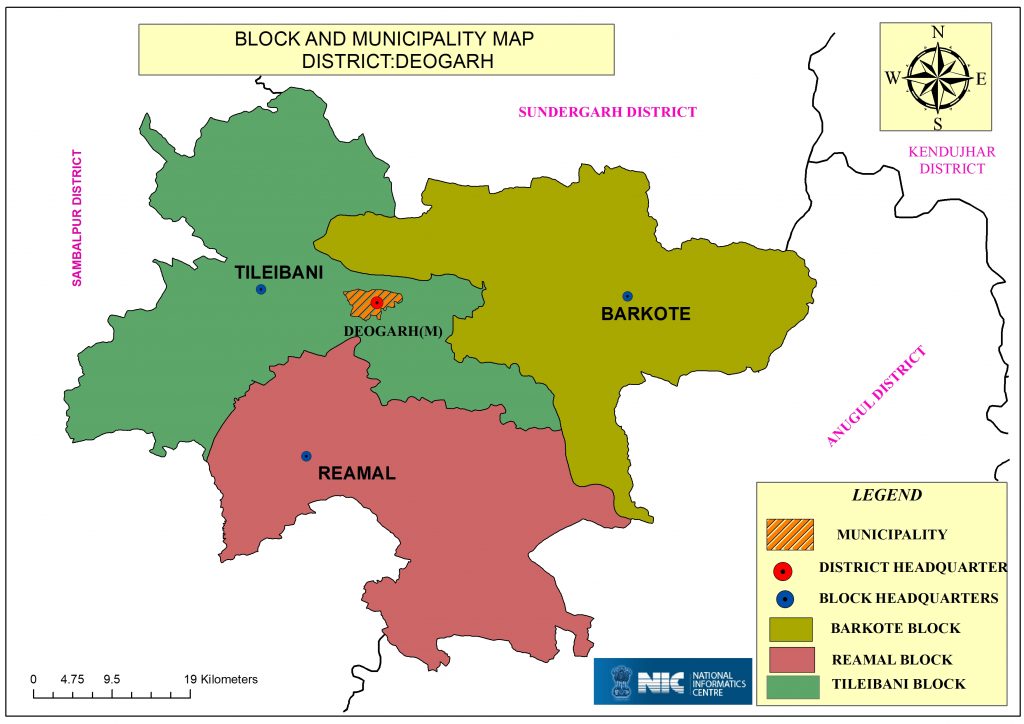 BLOCK AND MUNICIPALITY MAP
DISTRICT:DEOGARH
N
W E
S
SUNDERGARH DISTRICT
KENDUJHAR
DISTRICT
SAMBALPUR DISTRICT
TILEIBANI
BARKOTE
DEOGARH(M)
ANUGUL DISTRICT
REAMAL
LEGEND
MUNICIPALITY
DISTRICT HEADQUARTER
BLOCK HEADQUARTERS
BARKOTE BLOCK
REAMAL BLOCK
TILEIBANI BLOCK
0 4.75 9.5 19 Kilometers
NIC
NATIONAL
INFORMATICS
CENTRE